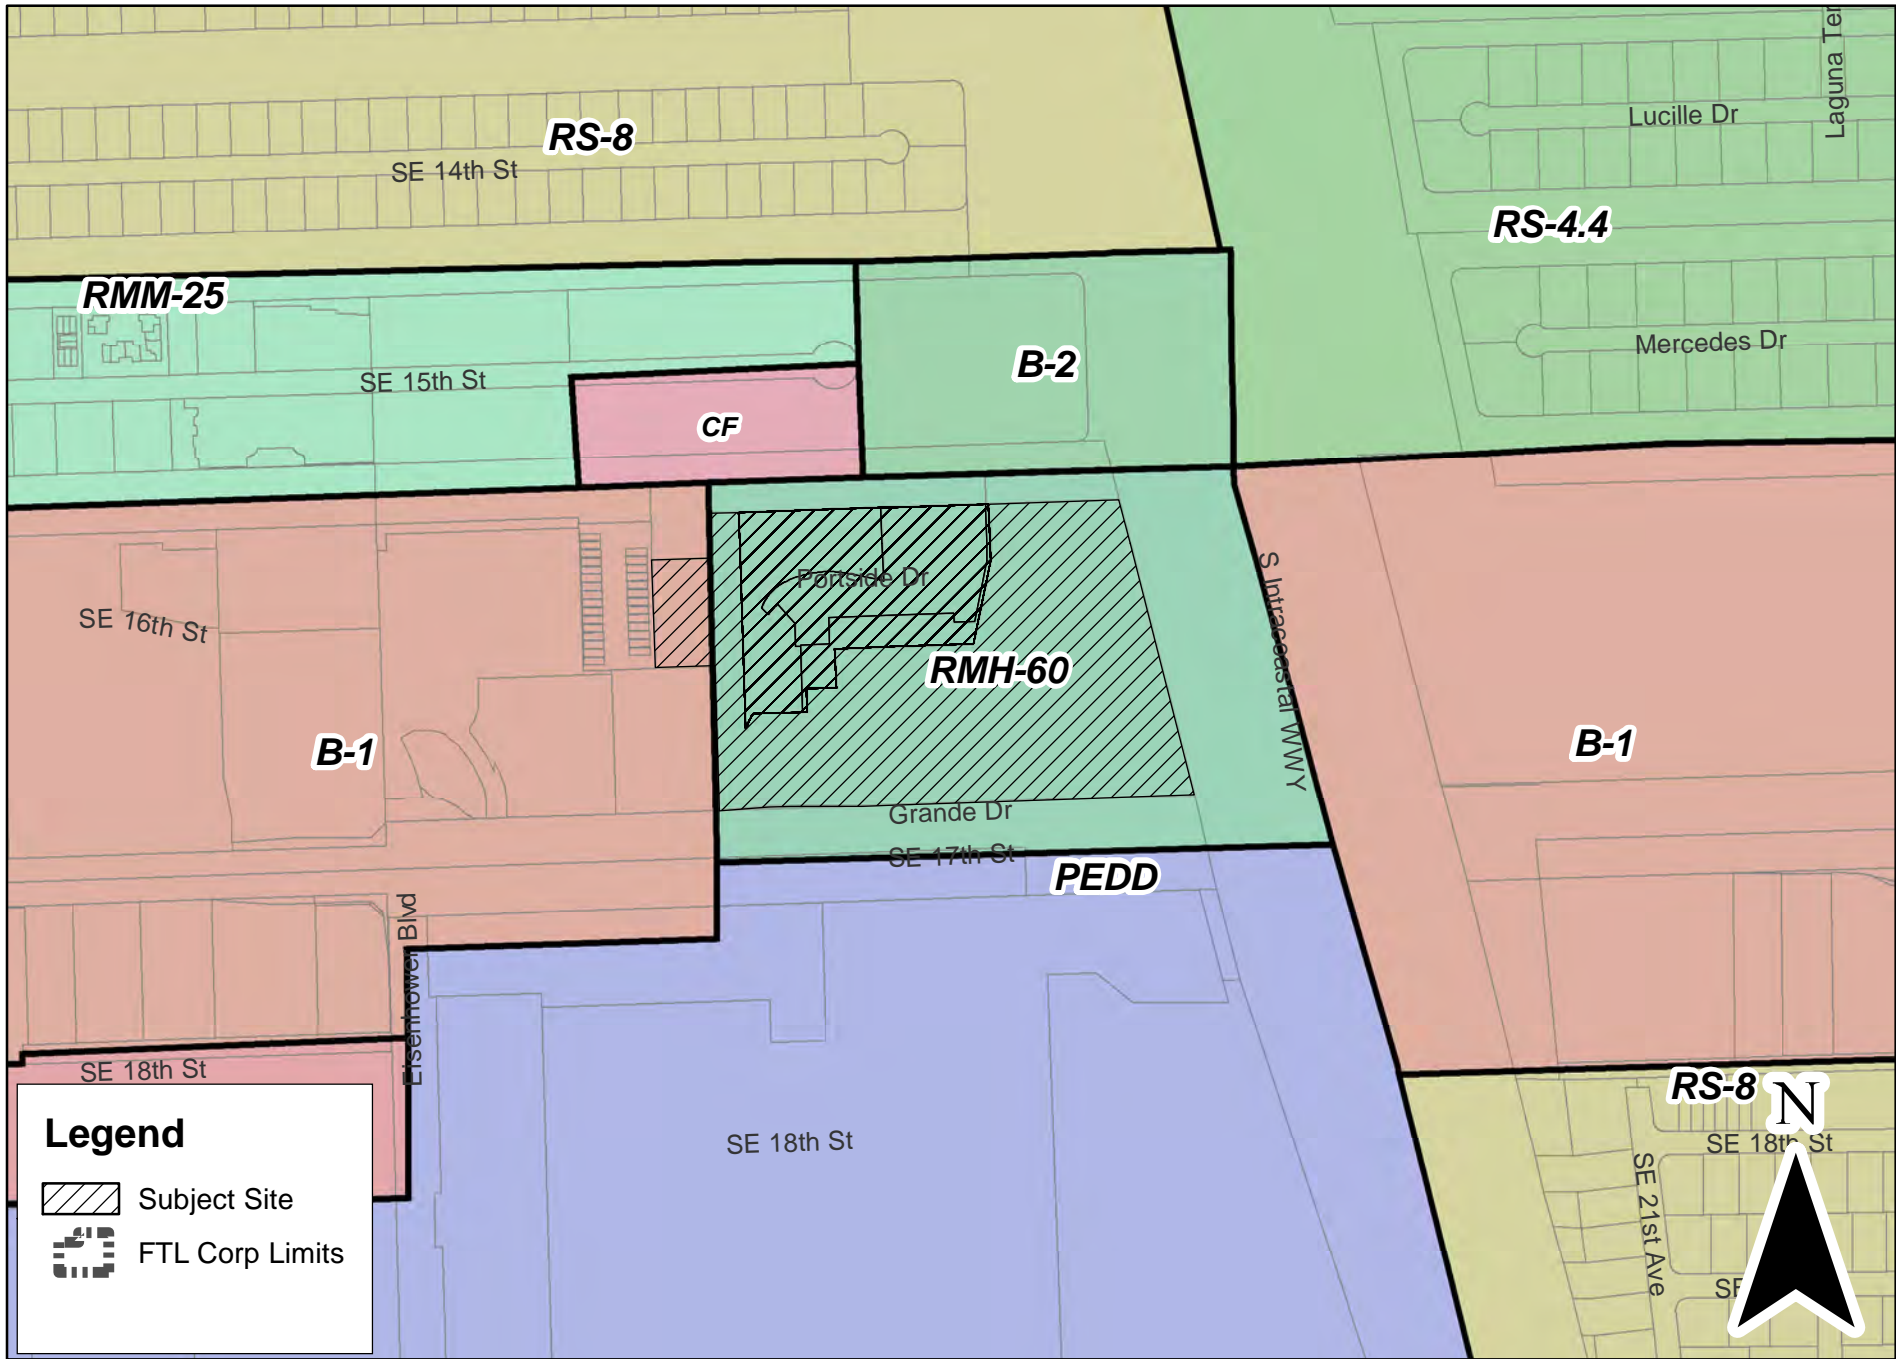 Laguna Ter
Lucille Dr
RS-8
SE 14th St
RS-4.4
RMM-25
Mercedes Dr
B-2
SE 15th St
CF
Portside Dr
SE 16th St
S Intracoastal WWY
RMH-60
B-1
B-1
Grande Dr
SE 17th St
PEDD
Eisenhower Blvd
SE 18th St
RS-8
N
SE 18th St
SE 18th St
SE 21st Ave
SE
Legend
Subject Site
FTL Corp Limits